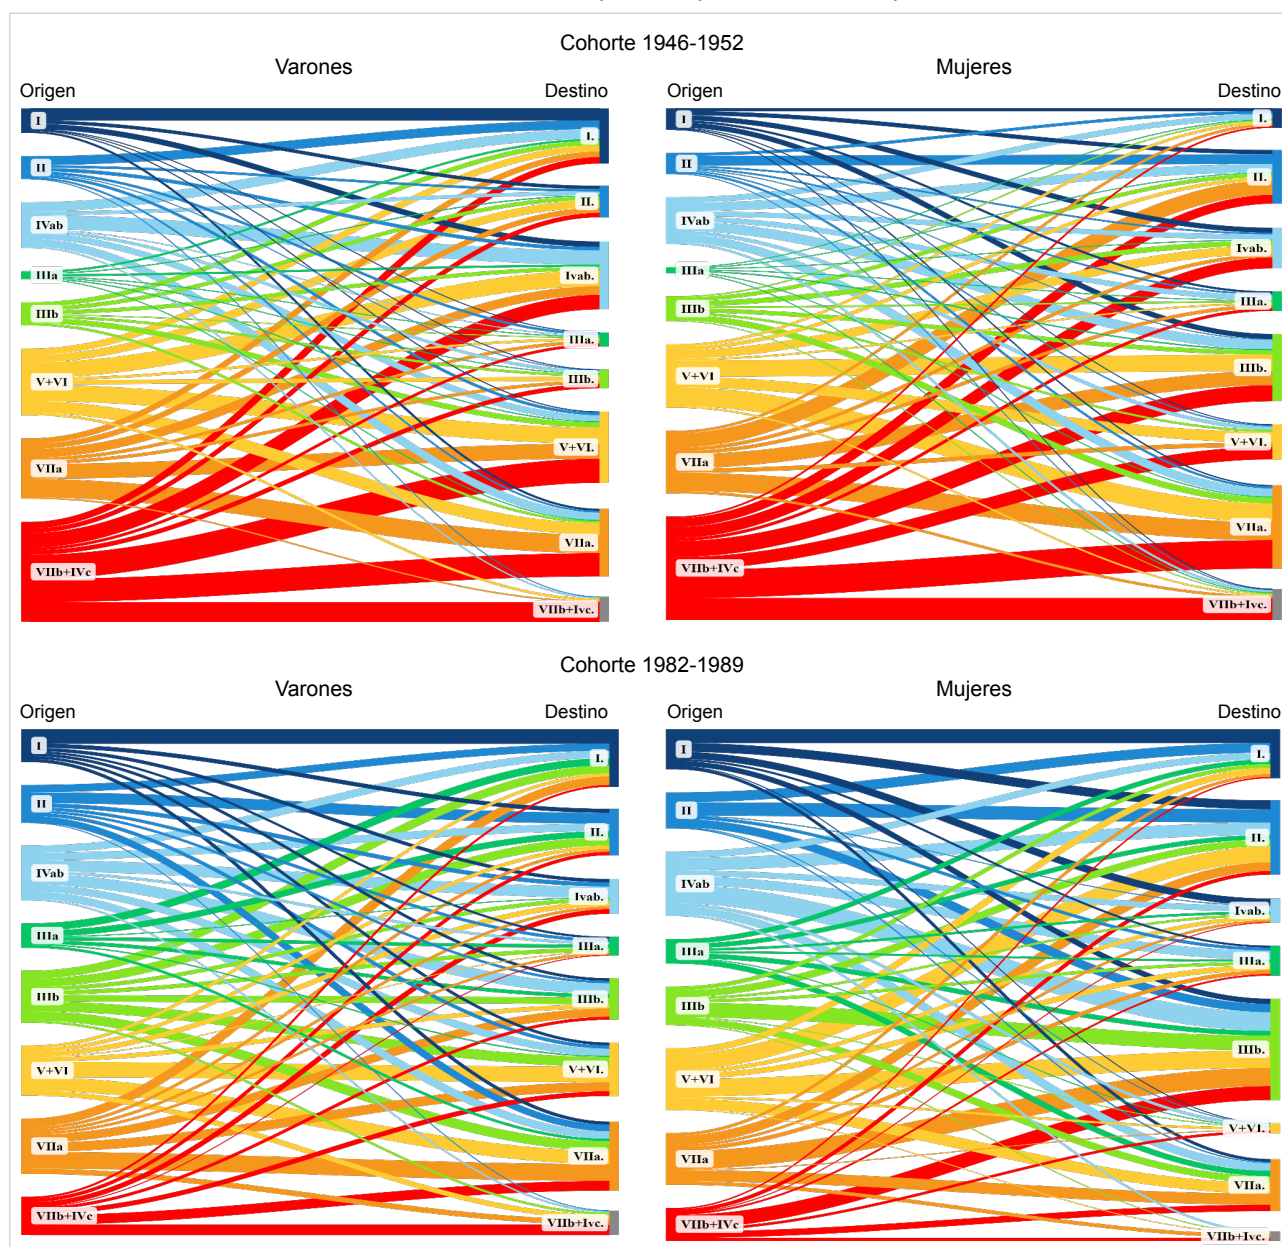 Cohorte 1946-1952
Varones
Mujeres
Origen
Destino
Origen
Destino
I
II
IVab
IIIa
IIIb
V+VI
VIIa
VIIb+IVc
I.
II.
Ivab.
IIIa.
IIIb.
V+VI.
VIIa.
VIIb+Ivc.
I
II
IVab
IIIa
IIIb
V+VI
VIIa
VIIb+IVc
I.
II.
Ivab.
IIIa.
IIIb.
V+VI.
VIIa.
VIIb+Ivc.
Cohorte 1982-1989
Varones
Mujeres
Origen
Destino
Origen
Destino
I
II
IVab
IIIa
IIIb
V+VI
VIIa
VIIb+IVc
I.
II.
Ivab.
IIIa.
IIIb.
V+VI.
VIIa.
VIIb+Ivc.
I
II
IVab
IIIa
IIIb
V+VI
VIIa
VIIb+IVc
I.
II.
Ivab.
IIIa.
IIIb.
V+VI.
VIIa.
VIIb+Ivc.